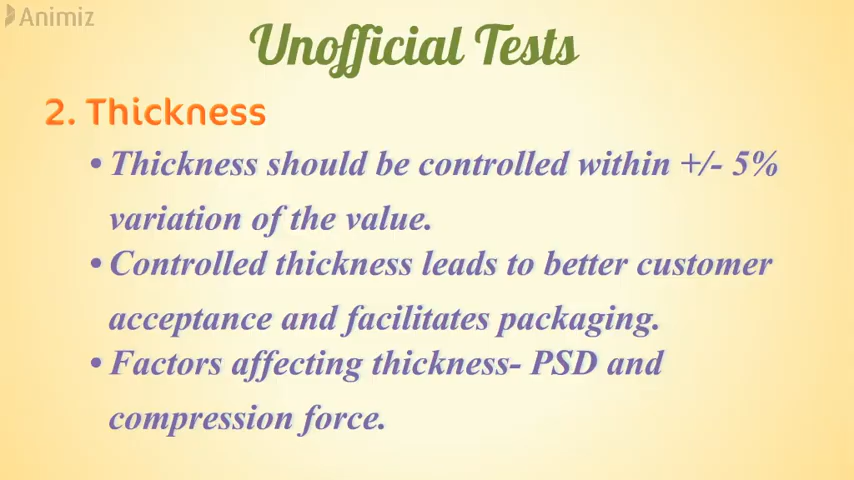 Animiz
Unofficial Tests
2. Thickness
• Thickness should be controlled within +/- 5%
variation of the value.
• Controlled thickness leads to better customer
acceptance and facilitates packaging.
• Factors affecting thickness- PSD and
compression force.